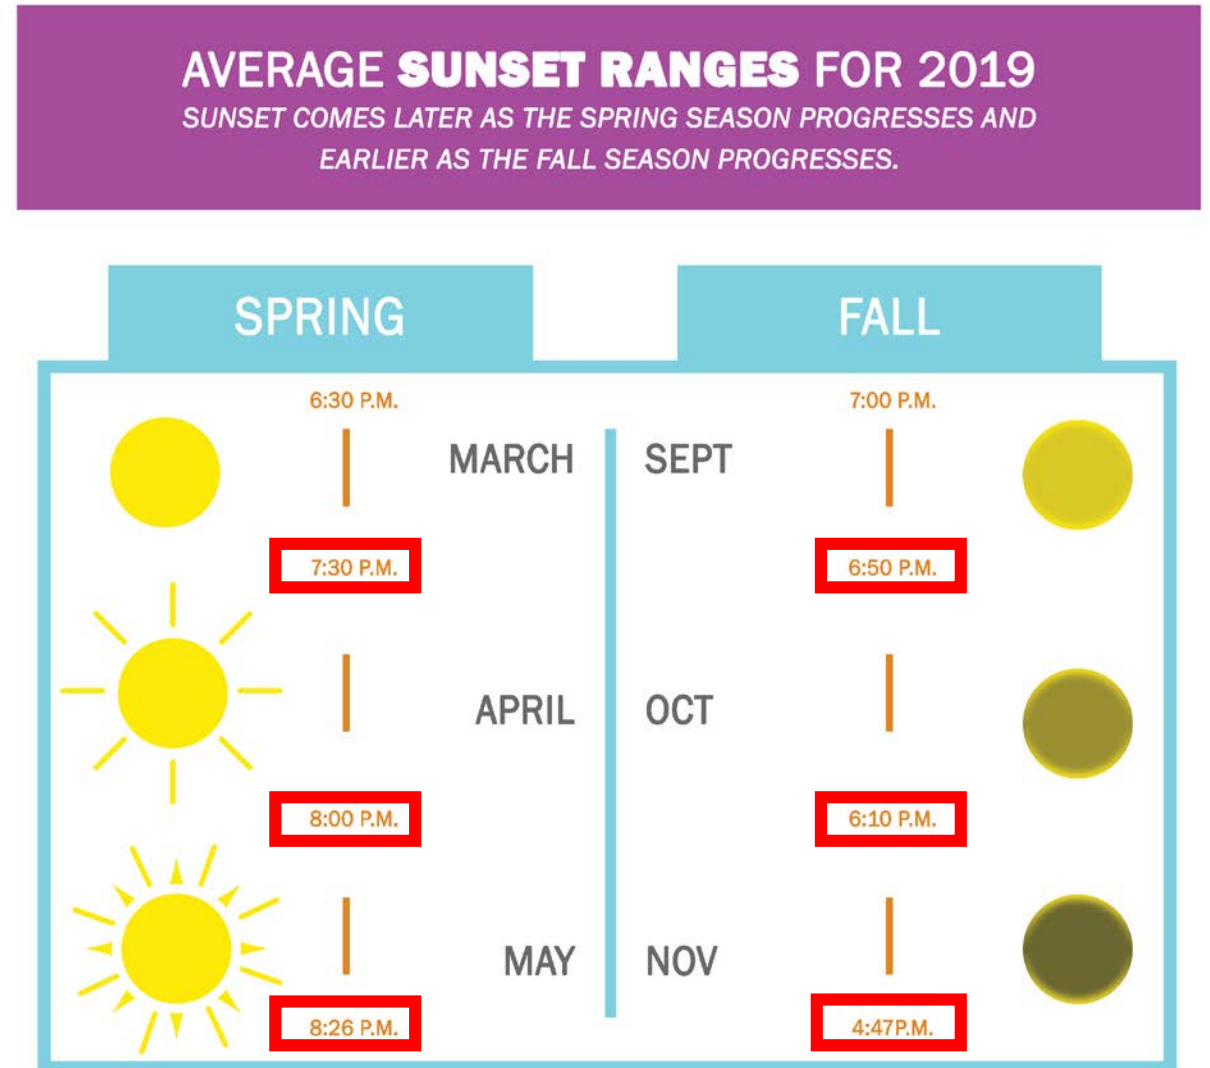 AVERAGE SUNSET RANGES FOR 2019
SUNSET COMES LATER AS THE SPRING SEASON PROGRESSES AND
EARLIER AS THE FALL SEASON PROGRESSES.
SPRING
FALL
6:30 P.M.
MARCH
7:30 P.M.
APRIL
8:00 P.M.
MAY
8:26 P.M.
7:00 P.M.
SEPT
6:50 P.M.
OCT
6:10 P.M.
NOV
4:47P.M.